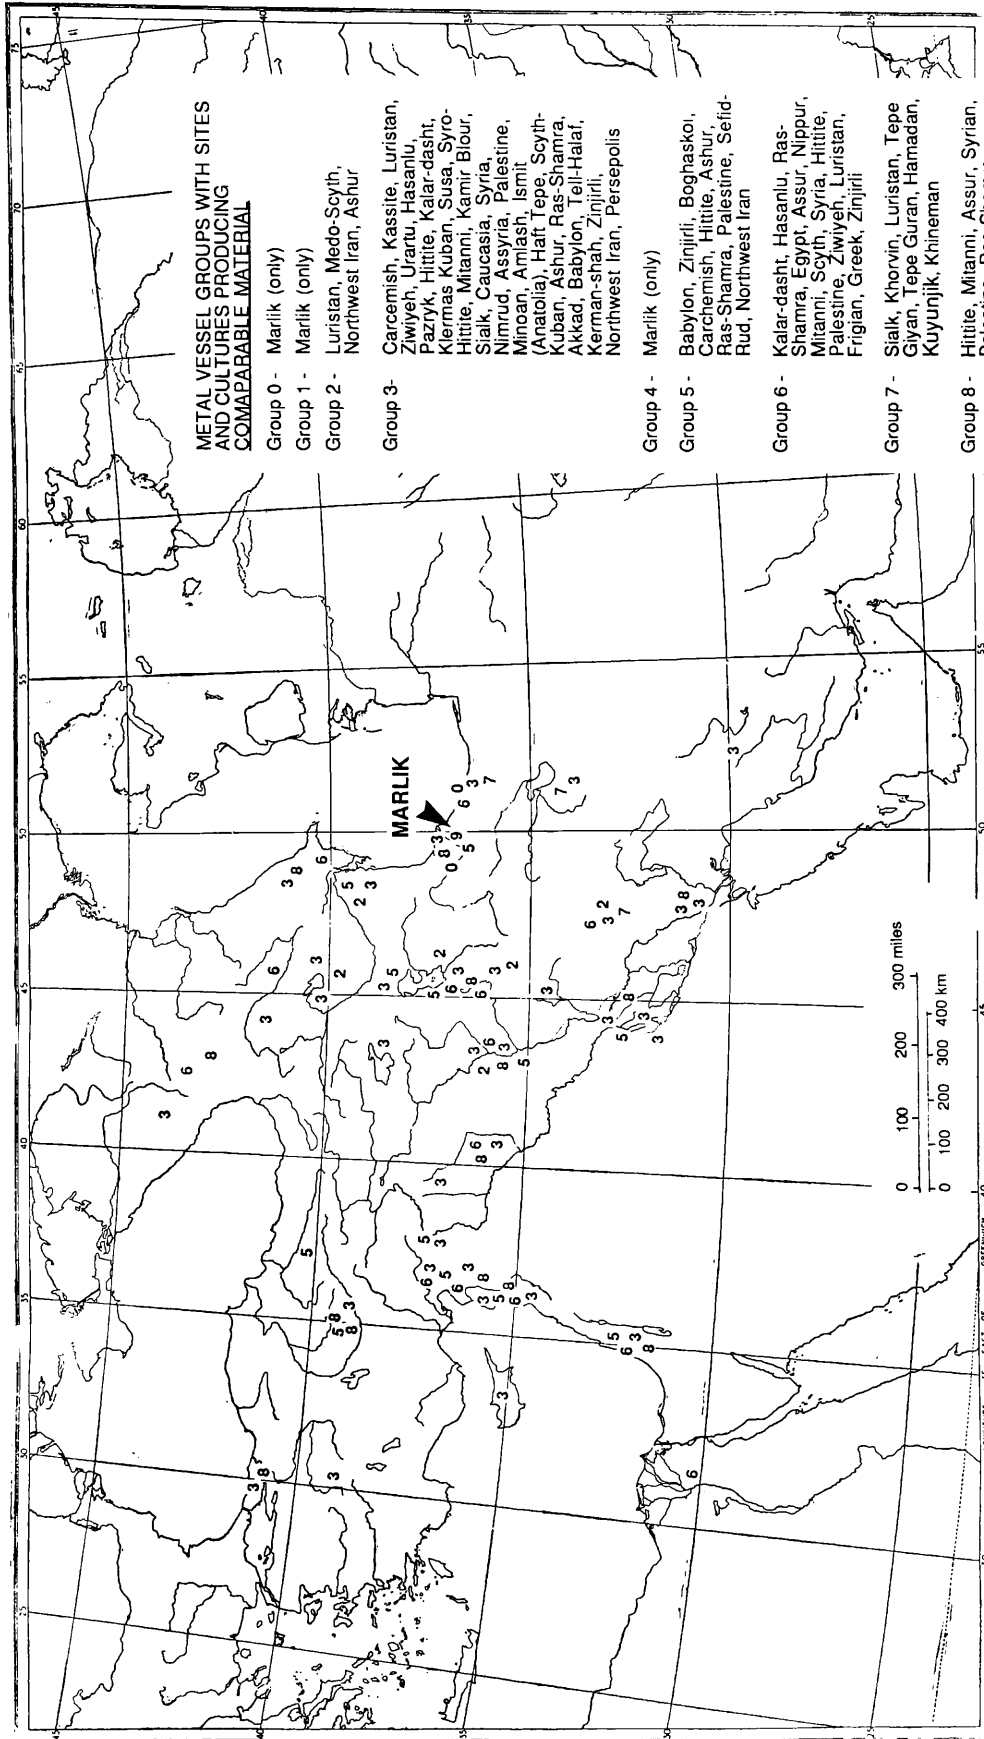 METAL VESSEL GROUPS WITH SITES
AND CULTURES PRODUCING
COMAPARABLE MATERIAL
Group 0 - Marlik (only)
Group 1 - Marlik (only)
Group 2 - Luristan, Medo-Scyth,
Northwest Iran, Ashur
Group 3- Carcemish, Kassite, Luristan,
Ziwiyeh, Urartu, Hasanlu,
Pazryk, Hittite, Kalar-dasht,
Klermas Kuban, Susa, Syro-
Hittite, Mitanni, Kamir Blour,
Sialk, Caucasia, Syria,
Nimrud, Assyria, Palestine,
Minoan, Amlash, Ismit
(Anatolia), Haft Tepe, Scyth-
Kuban, Ashur, Ras-Shamra,
Akkad, Babylon, Tell-Halaf,
Kerman-shah, Zinjirli,
Northwest Iran, Persepolis
Group 4 - Marlik (only)
Group 5 - Babylon, Zinjirli, Boghaskoi,
Carchemish, Hittite, Ashur,
Ras-Shamra, Palestine, Sefid-
Rud, Northwest Iran
Group 6 - Kalar-dasht, Hasanlu, Ras-
Shamra, Egypt, Assur, Nippur,
Mitanni, Scyth, Syria, Hittite,
Palestine, Ziwiyeh, Luristan,
Frigian, Greek, Zinjirli
Group 7 - Sialk, Khorvin, Luristan, Tepe
Giyan, Tepe Guran, Hamadan,
Kuyunjik, Khineman
Group 8 - Hittite, Mitanni, Assur, Syrian,
MARLIK
0 100 200 300 miles
0 100 200 300 400 km